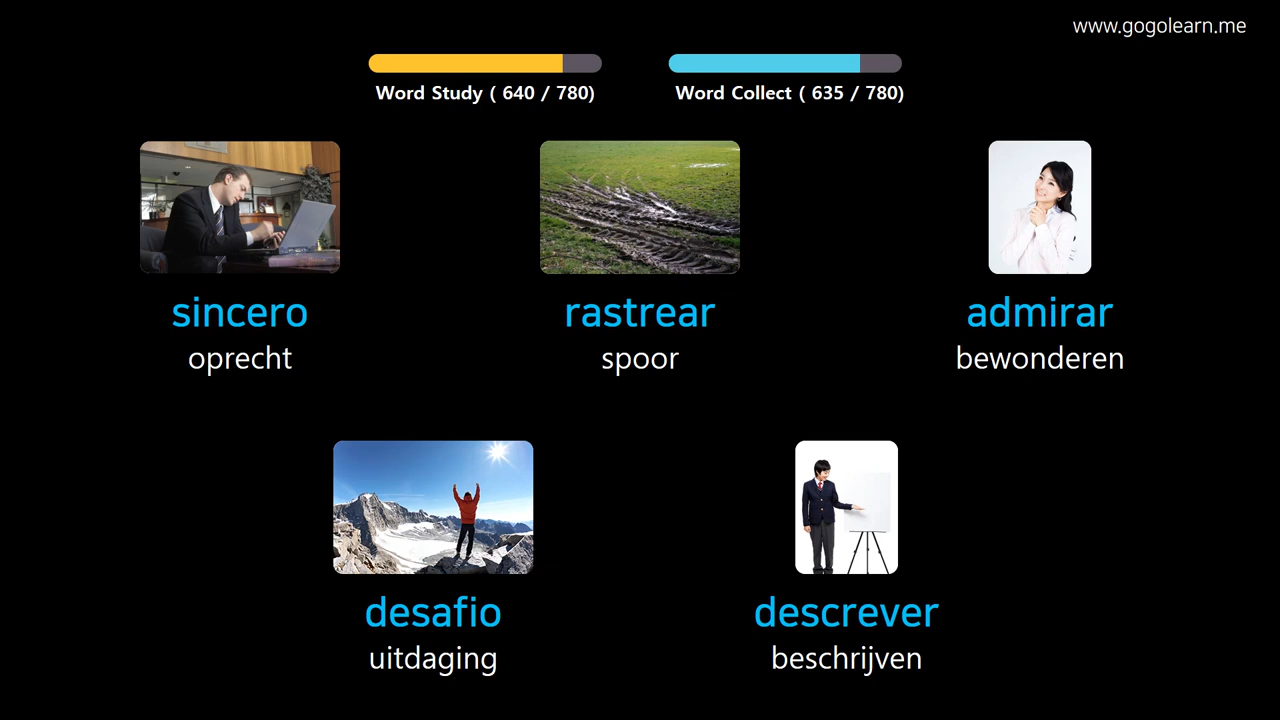 www.gogolearn.me
Word Study ( 640 / 780)
Word Collect ( 635 / 780)
sincero
oprecht
rastrear
spoor
admirar
bewonderen
desafio
uitdaging
descrever
beschrijven